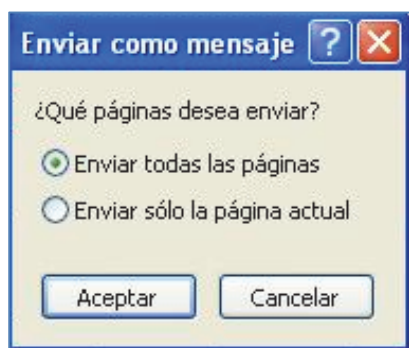 Enviar como mensaje ?
¿Qué páginas desea enviar?
Enviar todas las páginas
Enviar sólo la página actual
Aceptar Cancelar